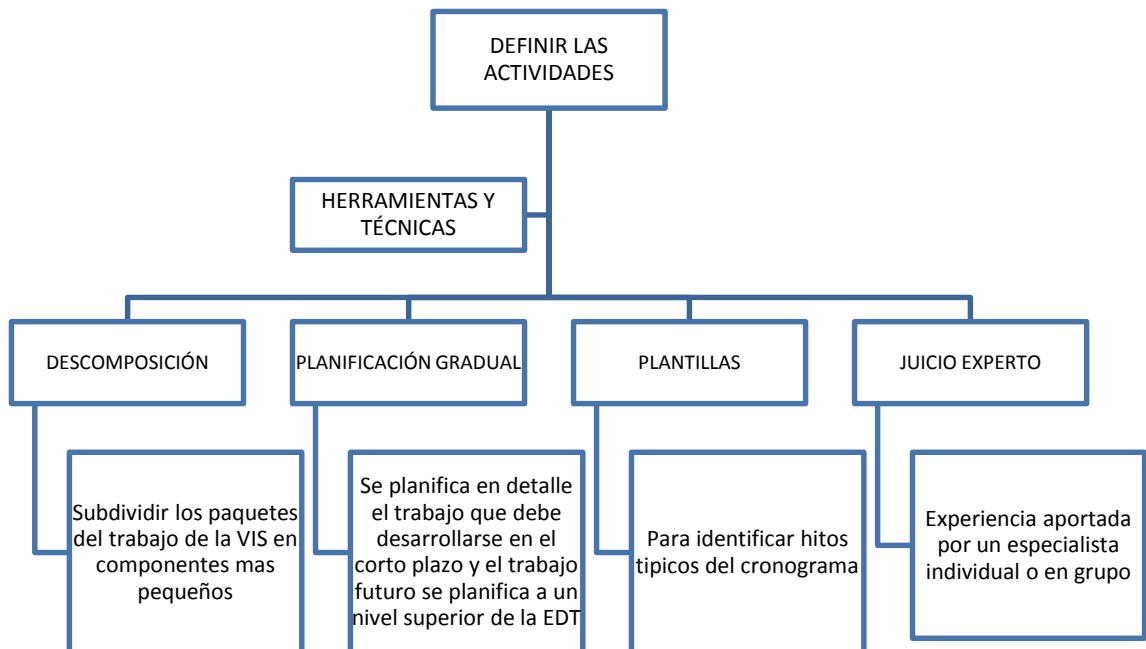 DEFINIR LAS
ACTIVIDADES
HERRAMIENTAS Y
TÉCNICAS
DESCOMPOSICIÓN
PLANIFICACIÓN GRADUAL
PLANTILLAS
JUICIO EXPERTO
Subdividir los paquetes
del trabajo de la VIS en
componentes mas
pequeños
Se planifica en detalle
el trabajo que debe
desarrollarse en el
corto plazo y el trabajo
futuro se planifica a un
nivel superior de la EDT
Para identificar hitos
tipicos del cronograma
Experiencia aportada
por un especialista
individual o en grupo